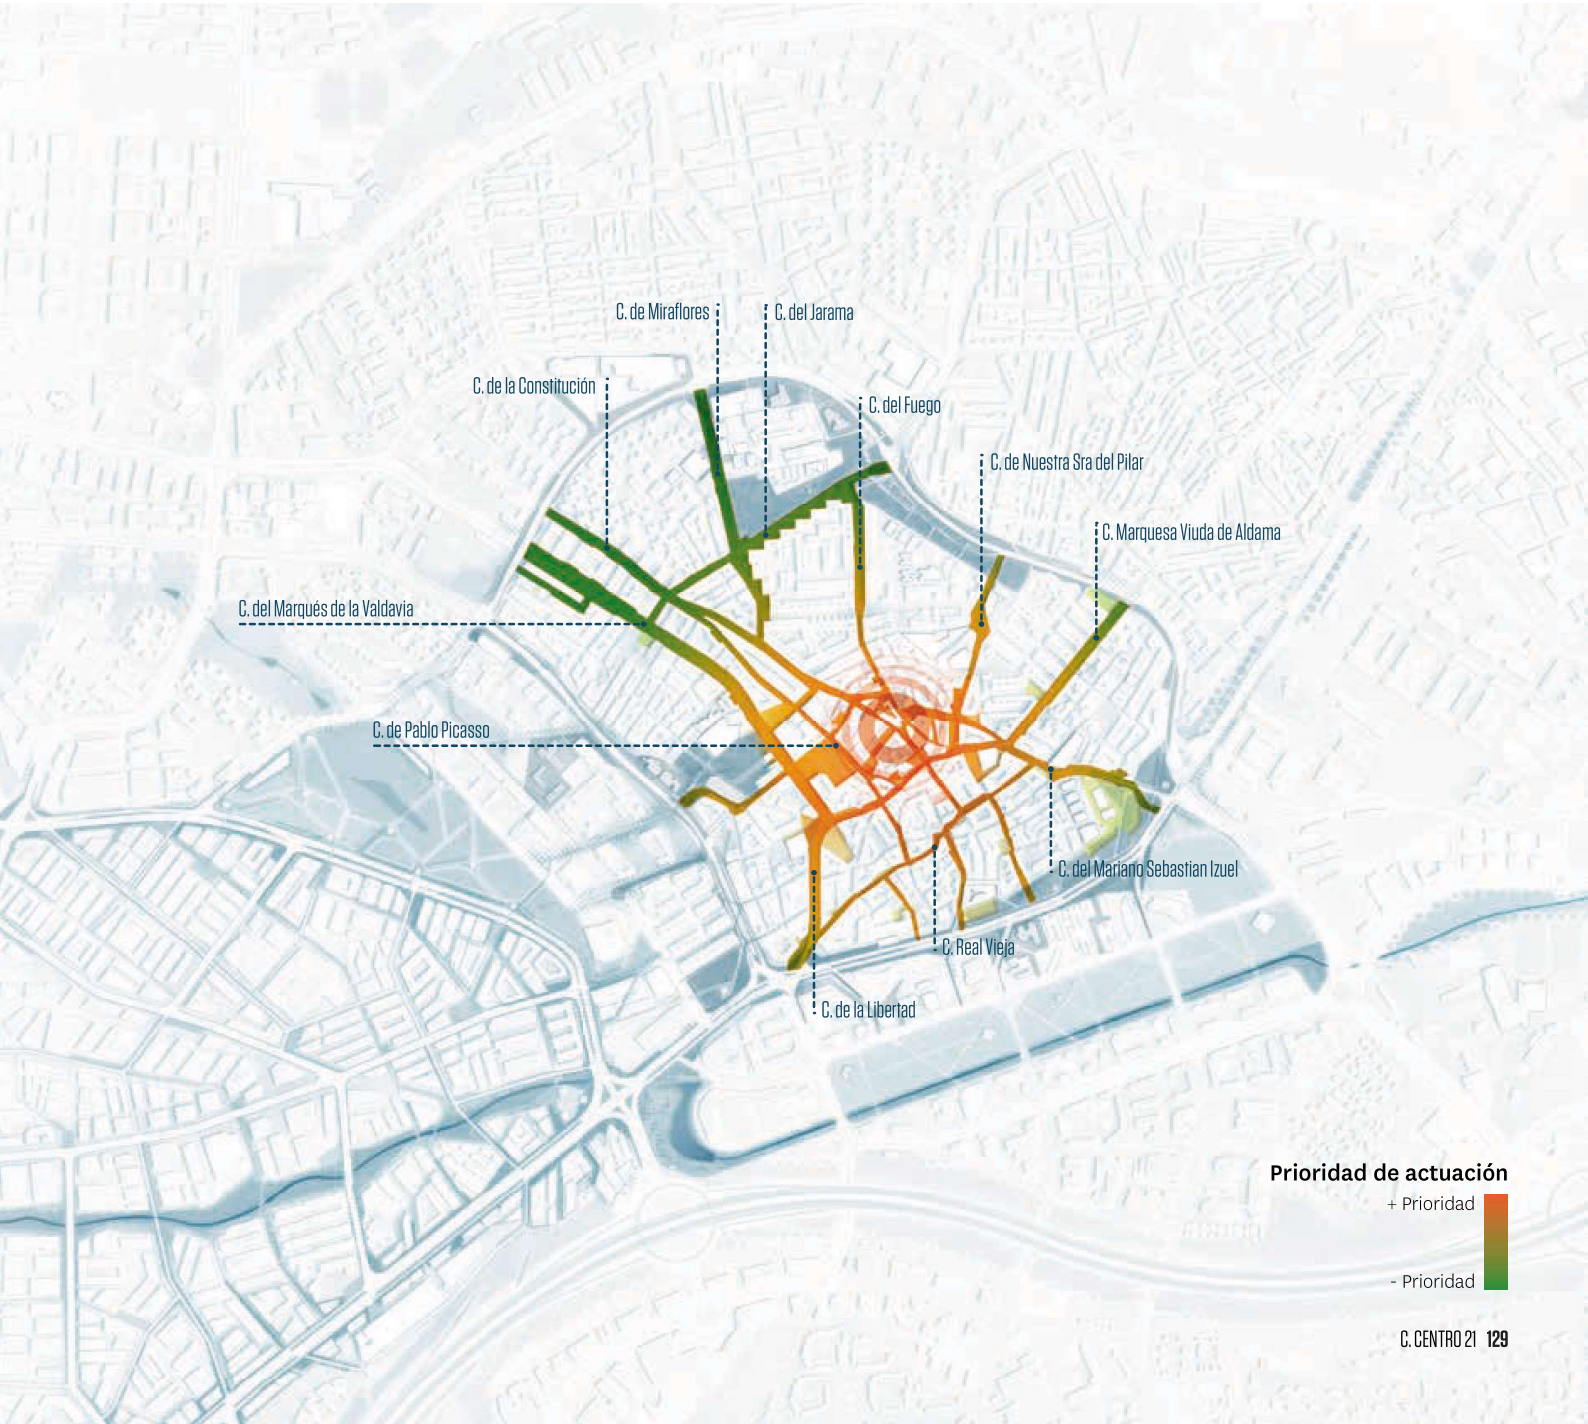 C. de Miraflores
C. del Jarama
C. de la Constitución
C. del Fuego
C. de Nuestra Sra del Pilar
C. Marquesa Viuda de Aldama
C. del Marqués de la Valdavia
C. de Pablo Picasso
C. del Mariano Sebastian Izuel
C. Real Vieja
C. de la Libertad
Prioridad de actuación
+ Prioridad
- Prioridad
C. CENTRO 21 129